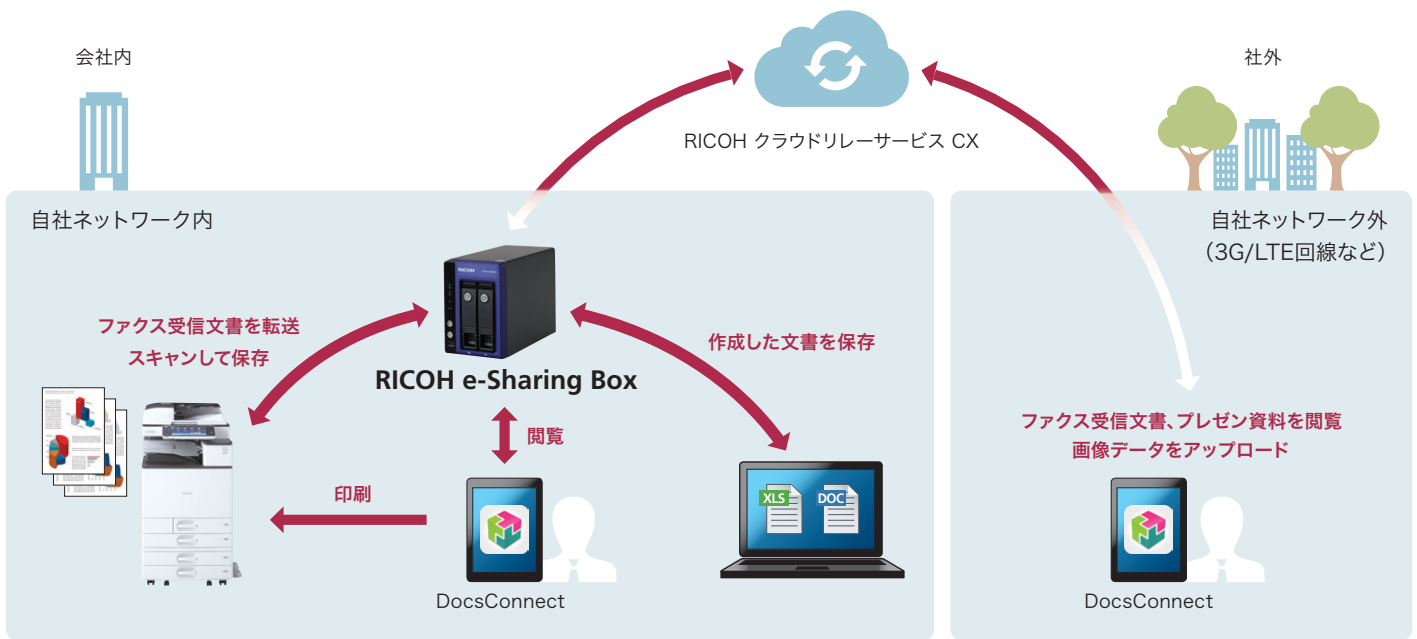 会社内
社外
RICOH クラウドリレーサービス CX
自社ネットワーク内
自社ネットワーク外
（3G/LTE回線など）
RICOH
ファクス受信文書を転送
スキャンして保存
作成した文書を保存
RICOH e-Sharing Box
閲覧
ファクス受信文書、プレゼン資料を閲覧
画像データをアップロード
印刷
XLS
DOC
DocsConnect
DocsConnect